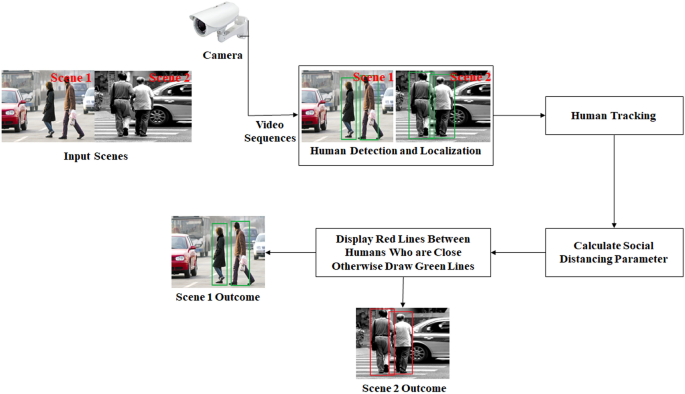 Camera
Scene 1
Scene 2
Input Scenes
Video
Sequences
Scene 1
Scene 2
Human Detection and Localization
Human Tracking
Calculate Social
Distancing Parameter
Display Red Lines Between
Humans Who are Close
Otherwise Draw Green Lines
Scene 1 Outcome
Scene 2 Outcome